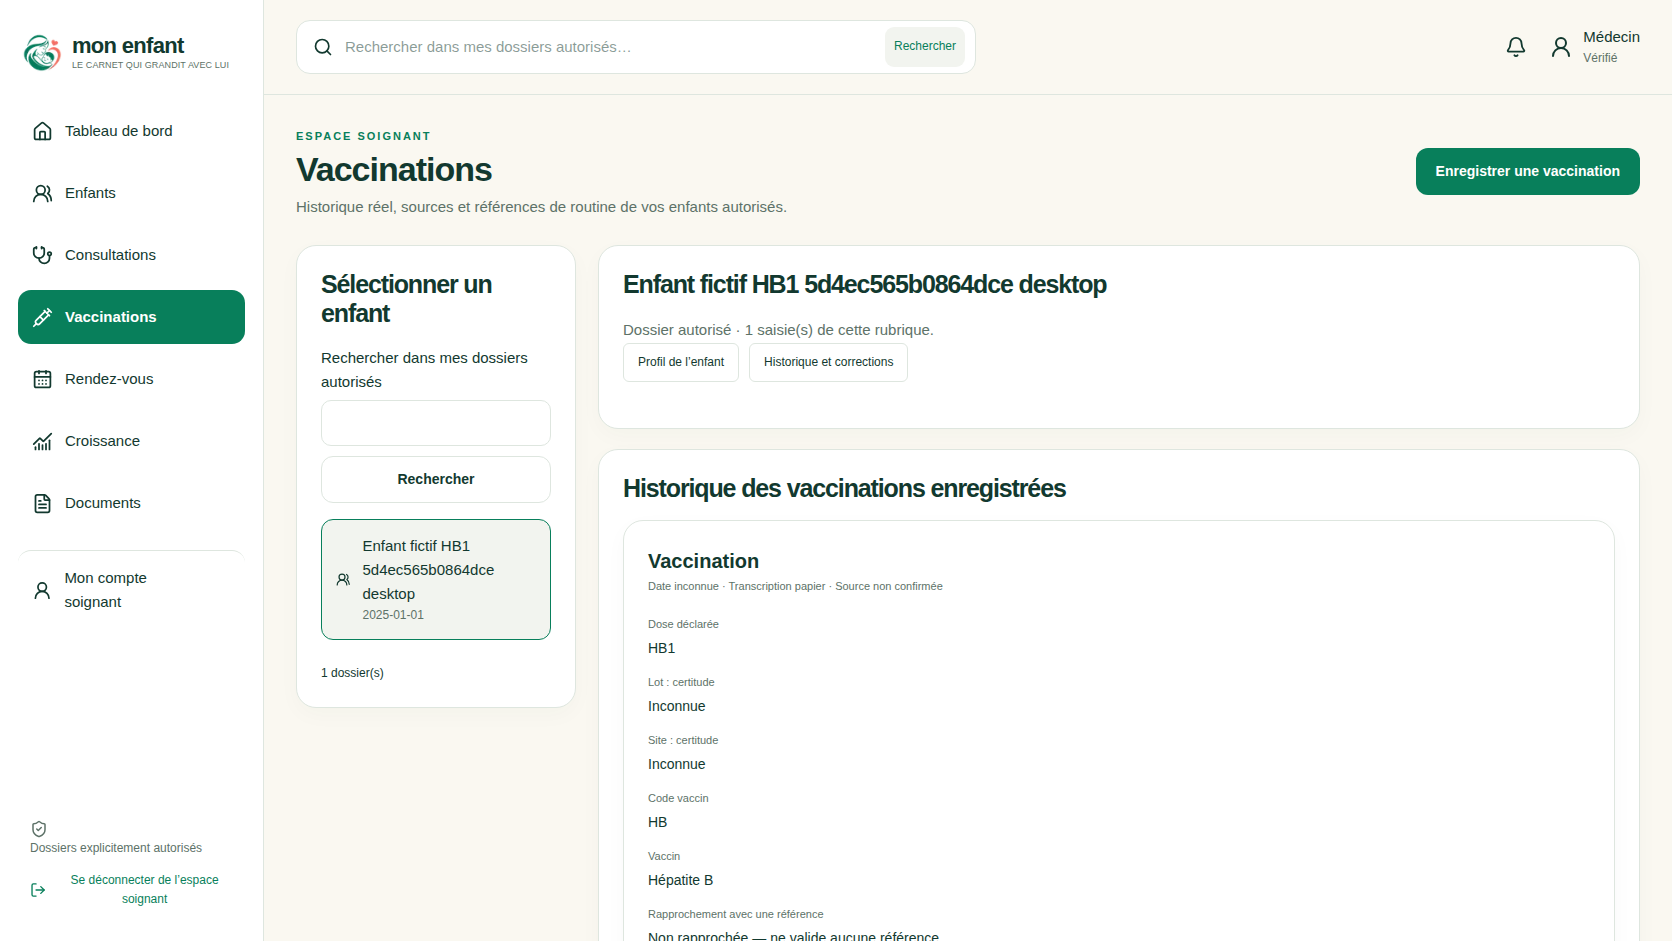 mon enfant
LE CARNET QUI GRANDIT AVEC LUI
Tableau de bord
Enfants
Consultations
Vaccinations
Rendez-vous
Croissance
Documents
Mon compte
soignant
Dossiers explicitement autorisés
Se déconnecter de l’espace
soignant
Rechercher dans mes dossiers autorisés…
Rechercher
Médecin
Vérifié
ESPACE SOIGNANT
Vaccinations
Historique réel, sources et références de routine de vos enfants autorisés.
Enregistrer une vaccination
Sélectionner un
enfant
Rechercher dans mes dossiers
autorisés
Rechercher
Enfant fictif HB1
5d4ec565b0864dce
desktop
2025-01-01
1 dossier(s)
Enfant fictif HB1 5d4ec565b0864dce desktop
Dossier autorisé · 1 saisie(s) de cette rubrique.
Profil de l’enfant
Historique et corrections
Historique des vaccinations enregistrées
Vaccination
Date inconnue · Transcription papier · Source non confirmée
Dose déclarée
HB1
Lot : certitude
Inconnue
Site : certitude
Inconnue
Code vaccin
HB
Vaccin
Hépatite B
Rapprochement avec une référence
Non rapprochée — ne valide aucune référence